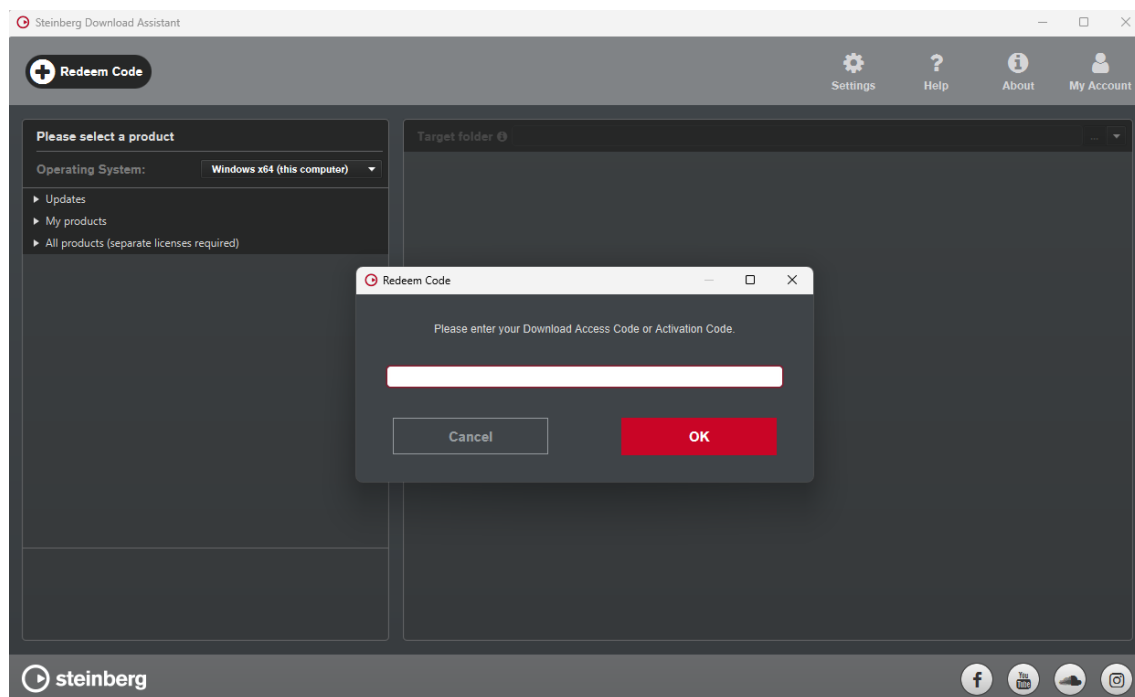 Steinberg Download Assistant
Redeem Code
Settings
Help
About
My Account
Please select a product
Operating System:
Windows x64 (this computer)
Updates
My products
All products (separate licenses required)
Target folder
...
Redeem Code
Please enter your Download Access Code or Activation Code.
Cancel
OK
steinberg
You
Tube